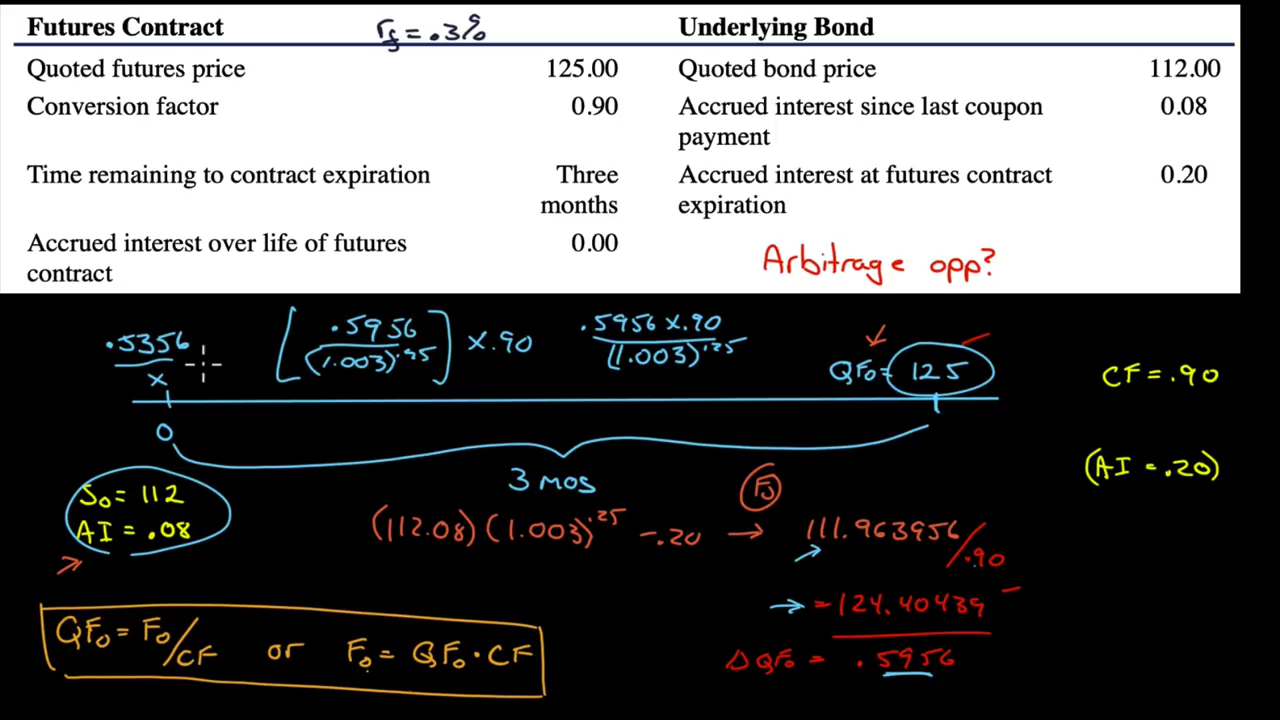 Futures Contract rf = .3% Underlying Bond
Quoted futures price 125.00 Quoted bond price 112.00
Conversion factor 0.90 Accrued interest since last coupon payment 0.08
Time remaining to contract expiration Three months Accrued interest at futures contract expiration 0.20
Accrued interest over life of futures contract 0.00
Arbitrage opp?
.5356 / x
[.5956 / (1.003)^.25] x .90
.5956 x .90 / (1.003)^.25
QF0 = 125
CF = .90
0
3 mos
(AI = .20)
S0 = 112
AI = .08
F0
(112.08)(1.003)^.25 - .20 → 111.963956 / .90
→ = 124.40439
QF0 = F0/CF or F0 = QF0 · CF
Δ QF0 = .5956